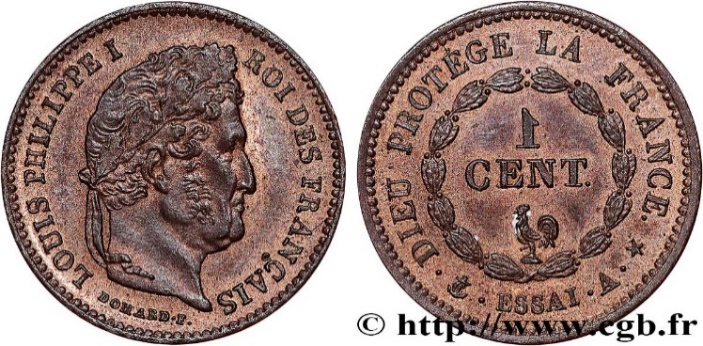 LOUIS PHILIPPE I ROI DES FRANÇAIS
DOMARD.F.
DIEU PROTÈGE LA FRANCE.
1
CENT.
ESSAI . A .
© http://www.cgb.fr